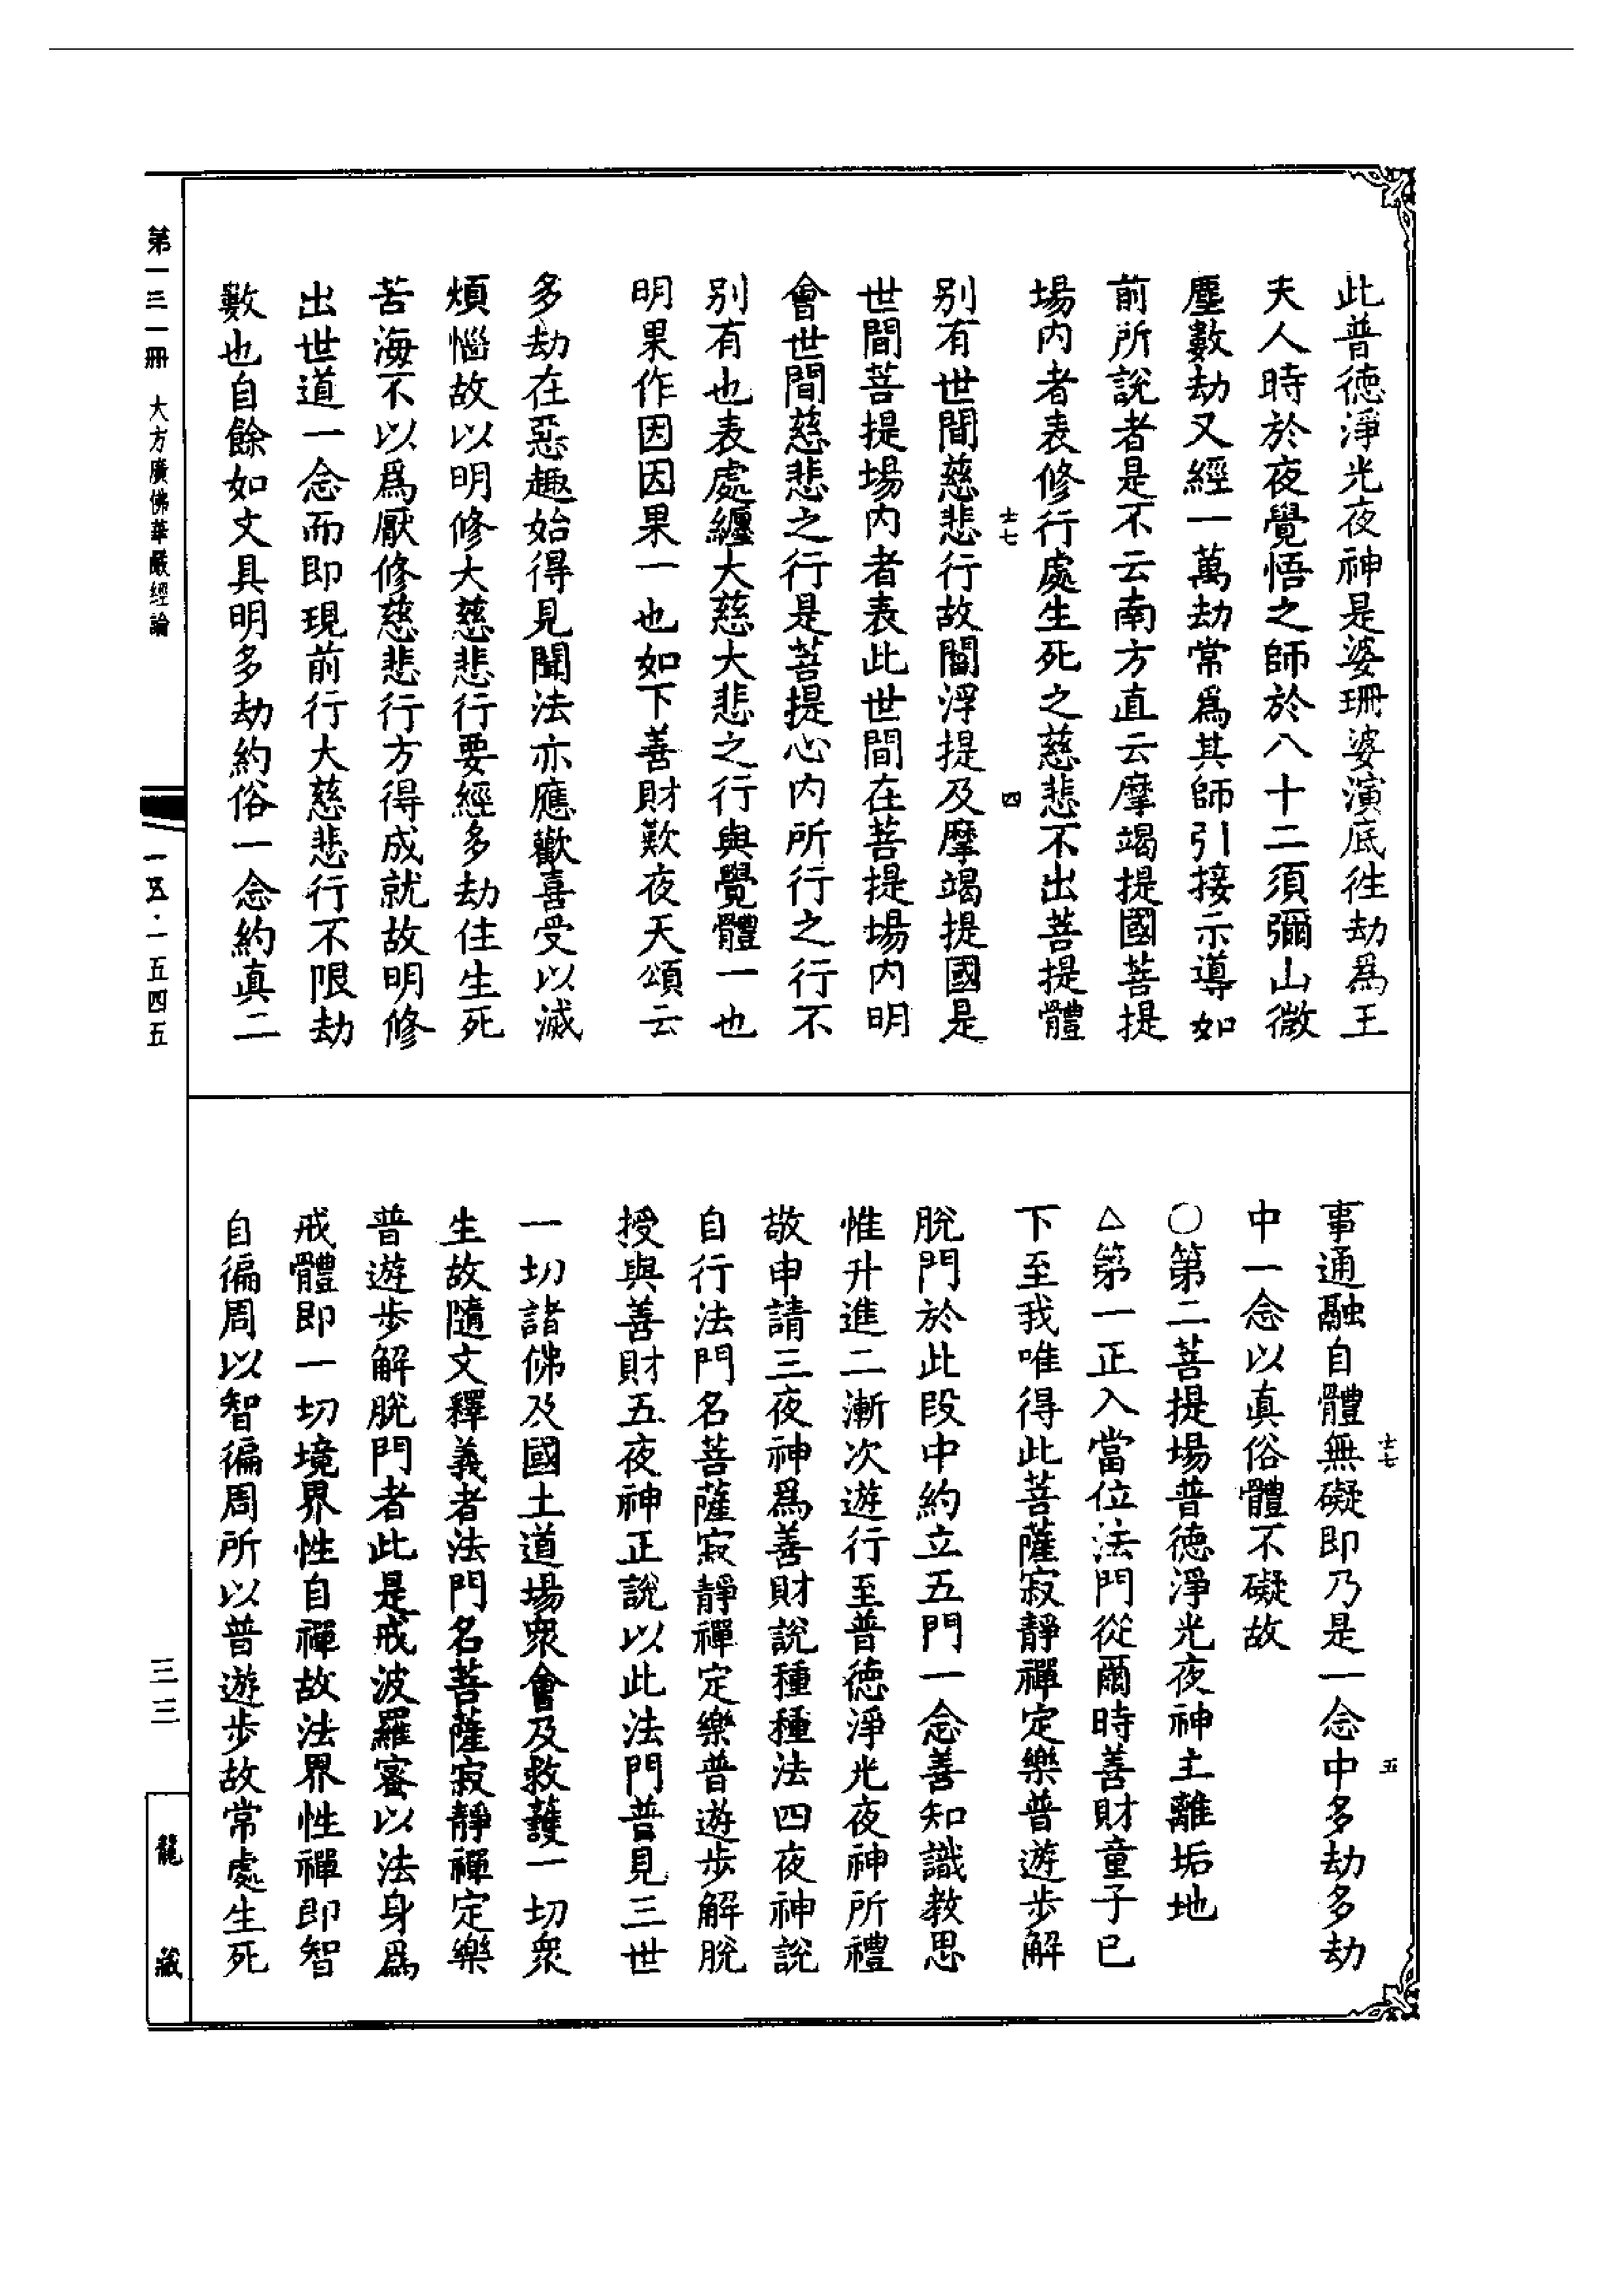 此普德淨光夜神是婆珊婆演底徃劫爲王
夫人時於夜覺悟之師於八十二須彌山微
塵數劫又經一萬劫常爲其師引接示導如
前所說者是不云南方直云摩竭提國菩提
場內者表修行處生死之慈悲不出菩提體
十七 四
別有世間慈悲行故閻浮提及摩竭提國是
世間菩提場內者表此世間在菩提場內明
會世間慈悲之行是菩提心內所行之行不
別有也表處纏大慈大悲之行與覺體一也
明果作因因果一也如下善財歎夜天頌云
多劫在惡趣始得見聞法亦應歡喜受以滅
煩惱故以明修大慈悲行要經多劫住生死
苦海不以爲厭修慈悲行方得成就故明修
出世道一念而即現前行大慈悲行不限劫
數也自餘如文具明多劫約俗一念約真二
十七 五
事通融自體無礙即乃是一念中多劫多劫
中一念以真俗體不礙故
○第二菩提場普德淨光夜神主離垢地
△第一正入當位法門從爾時善財童子已
下至我唯得此菩薩寂靜禪定樂普遊步解
脫門於此段中約立五門一念善知識教思
惟升進二漸次遊行至普德淨光夜神所禮
敬申請三夜神爲善財說種種法四夜神說
自行法門名菩薩寂靜禪定樂普遊步解脫
授與善財五夜神正說以此法門普見三世
一切諸佛及國土道場衆會及救護一切衆
生故隨文釋義者法門名菩薩寂靜禪定樂
普遊步解脫門者此是戒波羅蜜以法身爲
戒體即一切境界性自禪故法界性禪即智
自徧周以智徧周所以普遊步故常處生死
第一三一冊 大方廣佛華嚴經論
一五五·一五四五
三三
龍藏